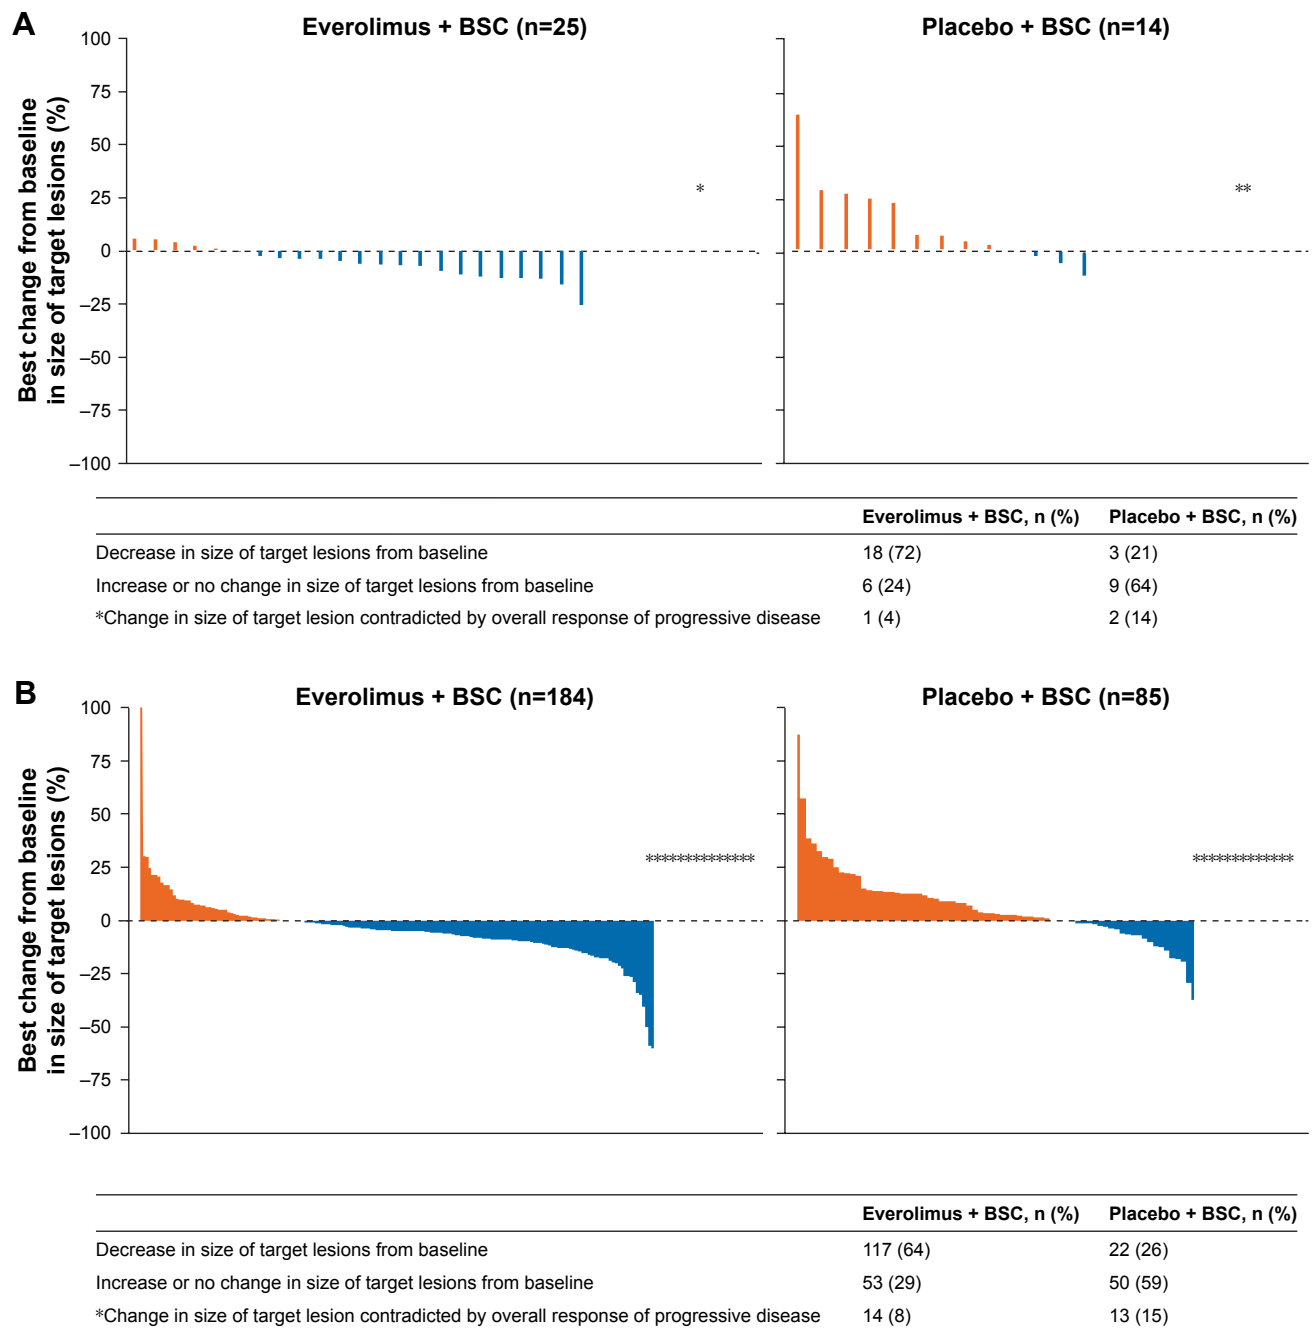 A
Everolimus + BSC (n=25)
Placebo + BSC (n=14)
Best change from baseline
in size of target lesions (%)
100
75
50
25
0
–25
–50
–75
–100
*
**
Everolimus + BSC, n (%) Placebo + BSC, n (%)
Decrease in size of target lesions from baseline 18 (72) 3 (21)
Increase or no change in size of target lesions from baseline 6 (24) 9 (64)
*Change in size of target lesion contradicted by overall response of progressive disease 1 (4) 2 (14)
B
Everolimus + BSC (n=184)
Placebo + BSC (n=85)
Best change from baseline
in size of target lesions (%)
100
75
50
25
0
–25
–50
–75
–100
**************
*************
Everolimus + BSC, n (%) Placebo + BSC, n (%)
Decrease in size of target lesions from baseline 117 (64) 22 (26)
Increase or no change in size of target lesions from baseline 53 (29) 50 (59)
*Change in size of target lesion contradicted by overall response of progressive disease 14 (8) 13 (15)